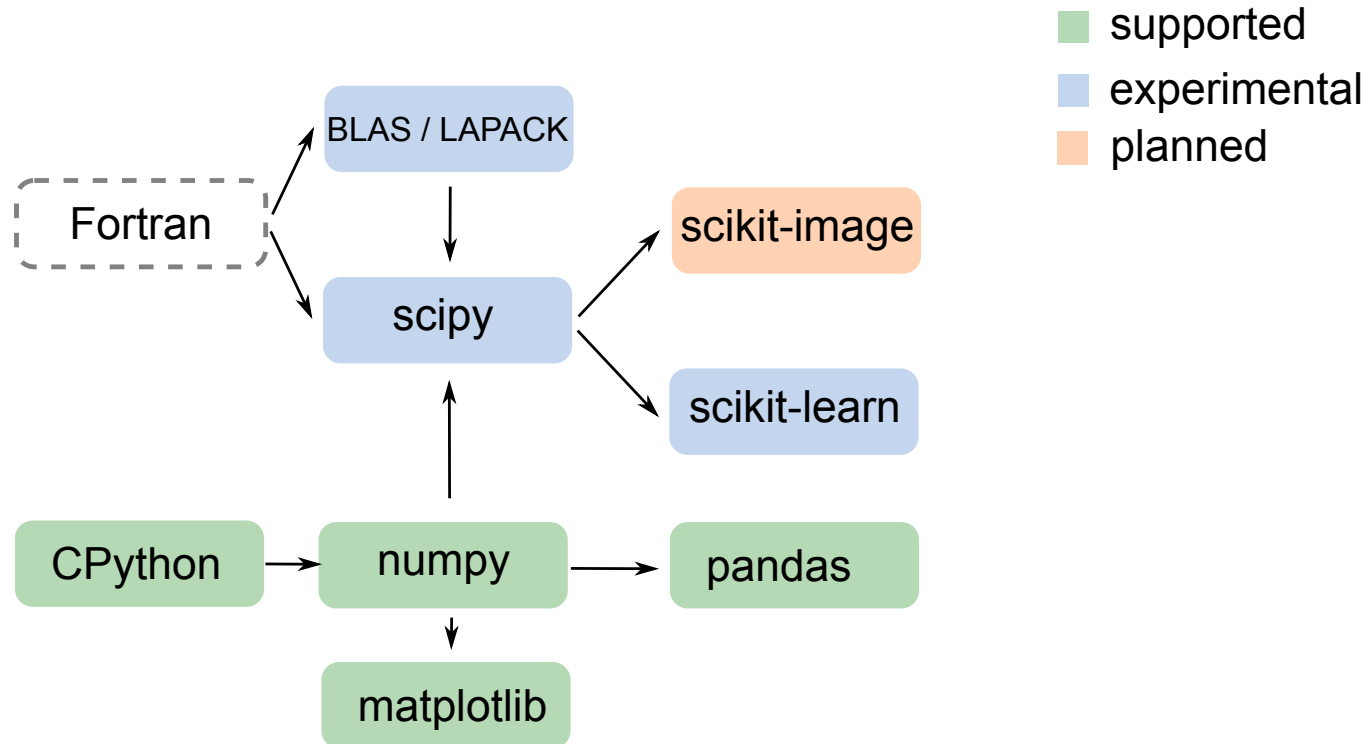 supported
experimental
planned
BLAS / LAPACK
Fortran
scikit-image
scipy
scikit-learn
CPython
numpy
pandas
matplotlib